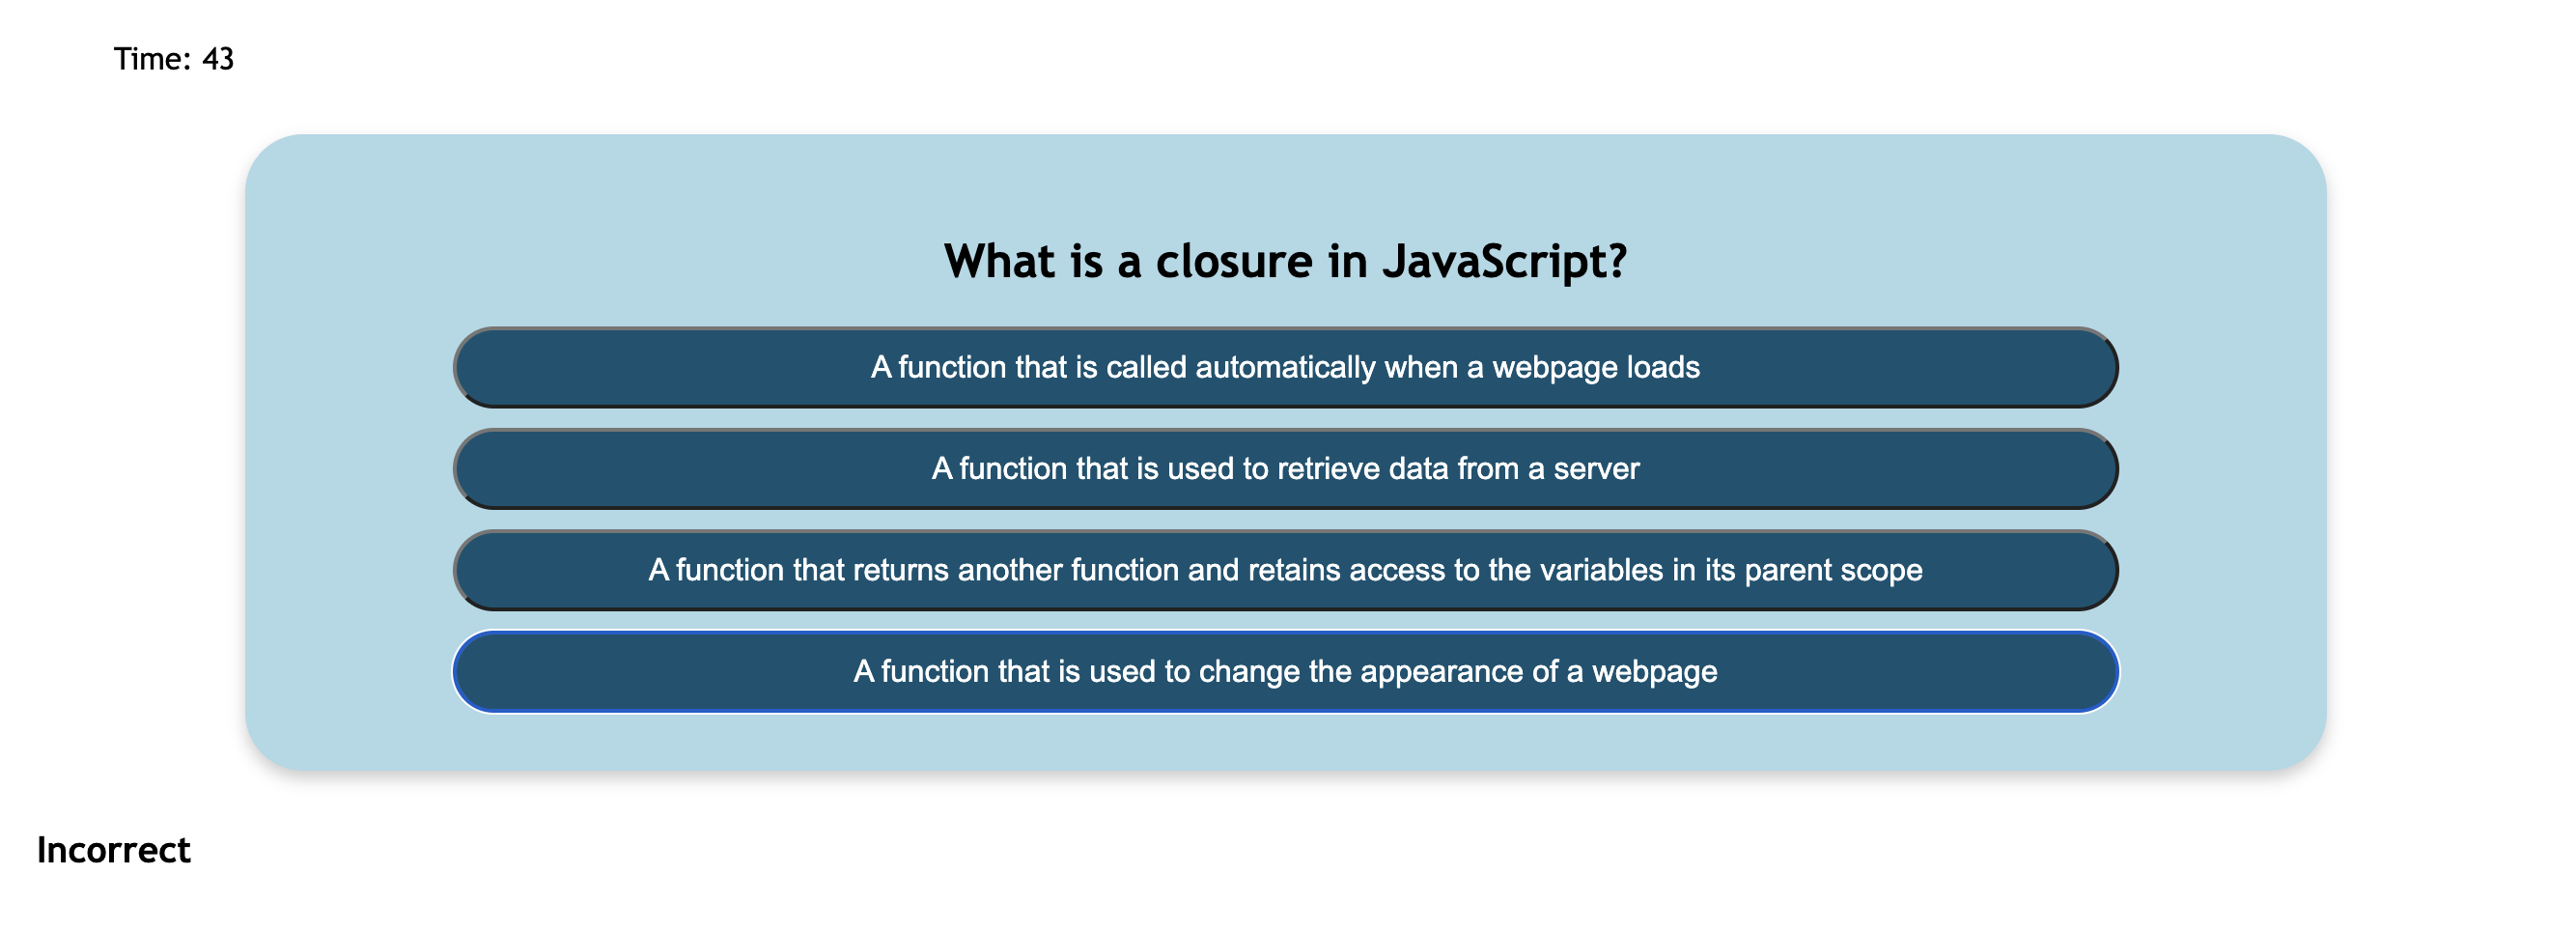 Time: 43
What is a closure in JavaScript?
A function that is called automatically when a webpage loads
A function that is used to retrieve data from a server
A function that returns another function and retains access to the variables in its parent scope
A function that is used to change the appearance of a webpage
Incorrect